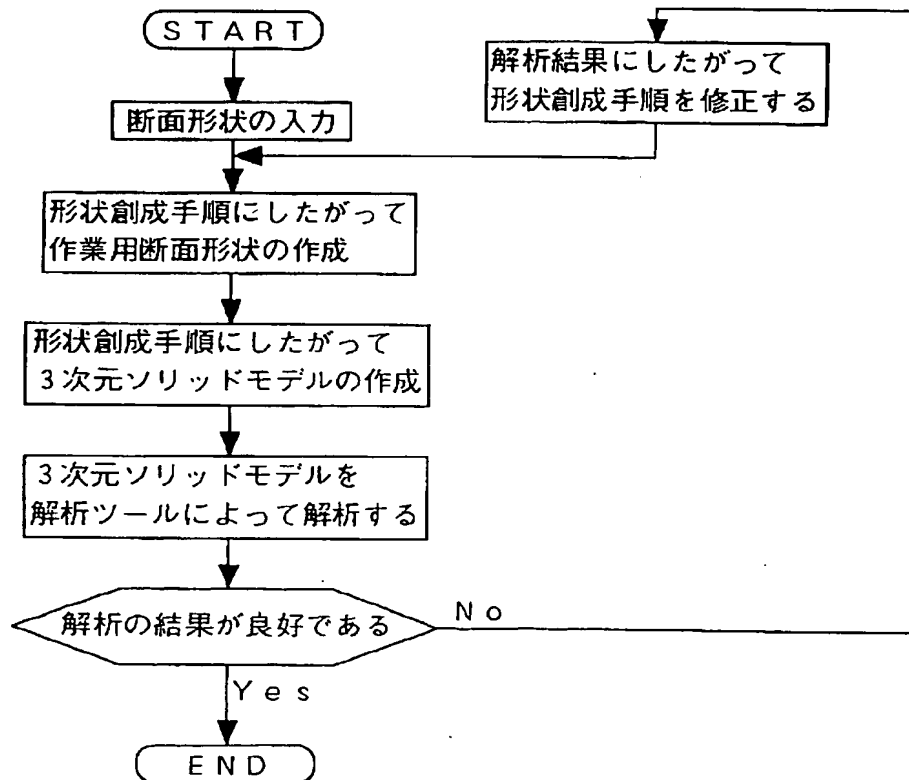 START
解析結果にしたがって
形状創成手順を修正する
断面形状の入力
形状創成手順にしたがって
作業用断面形状の作成
形状創成手順にしたがって
3次元ソリッドモデルの作成
3次元ソリッドモデルを
解析ツールによって解析する
解析の結果が良好である
No
Yes
END